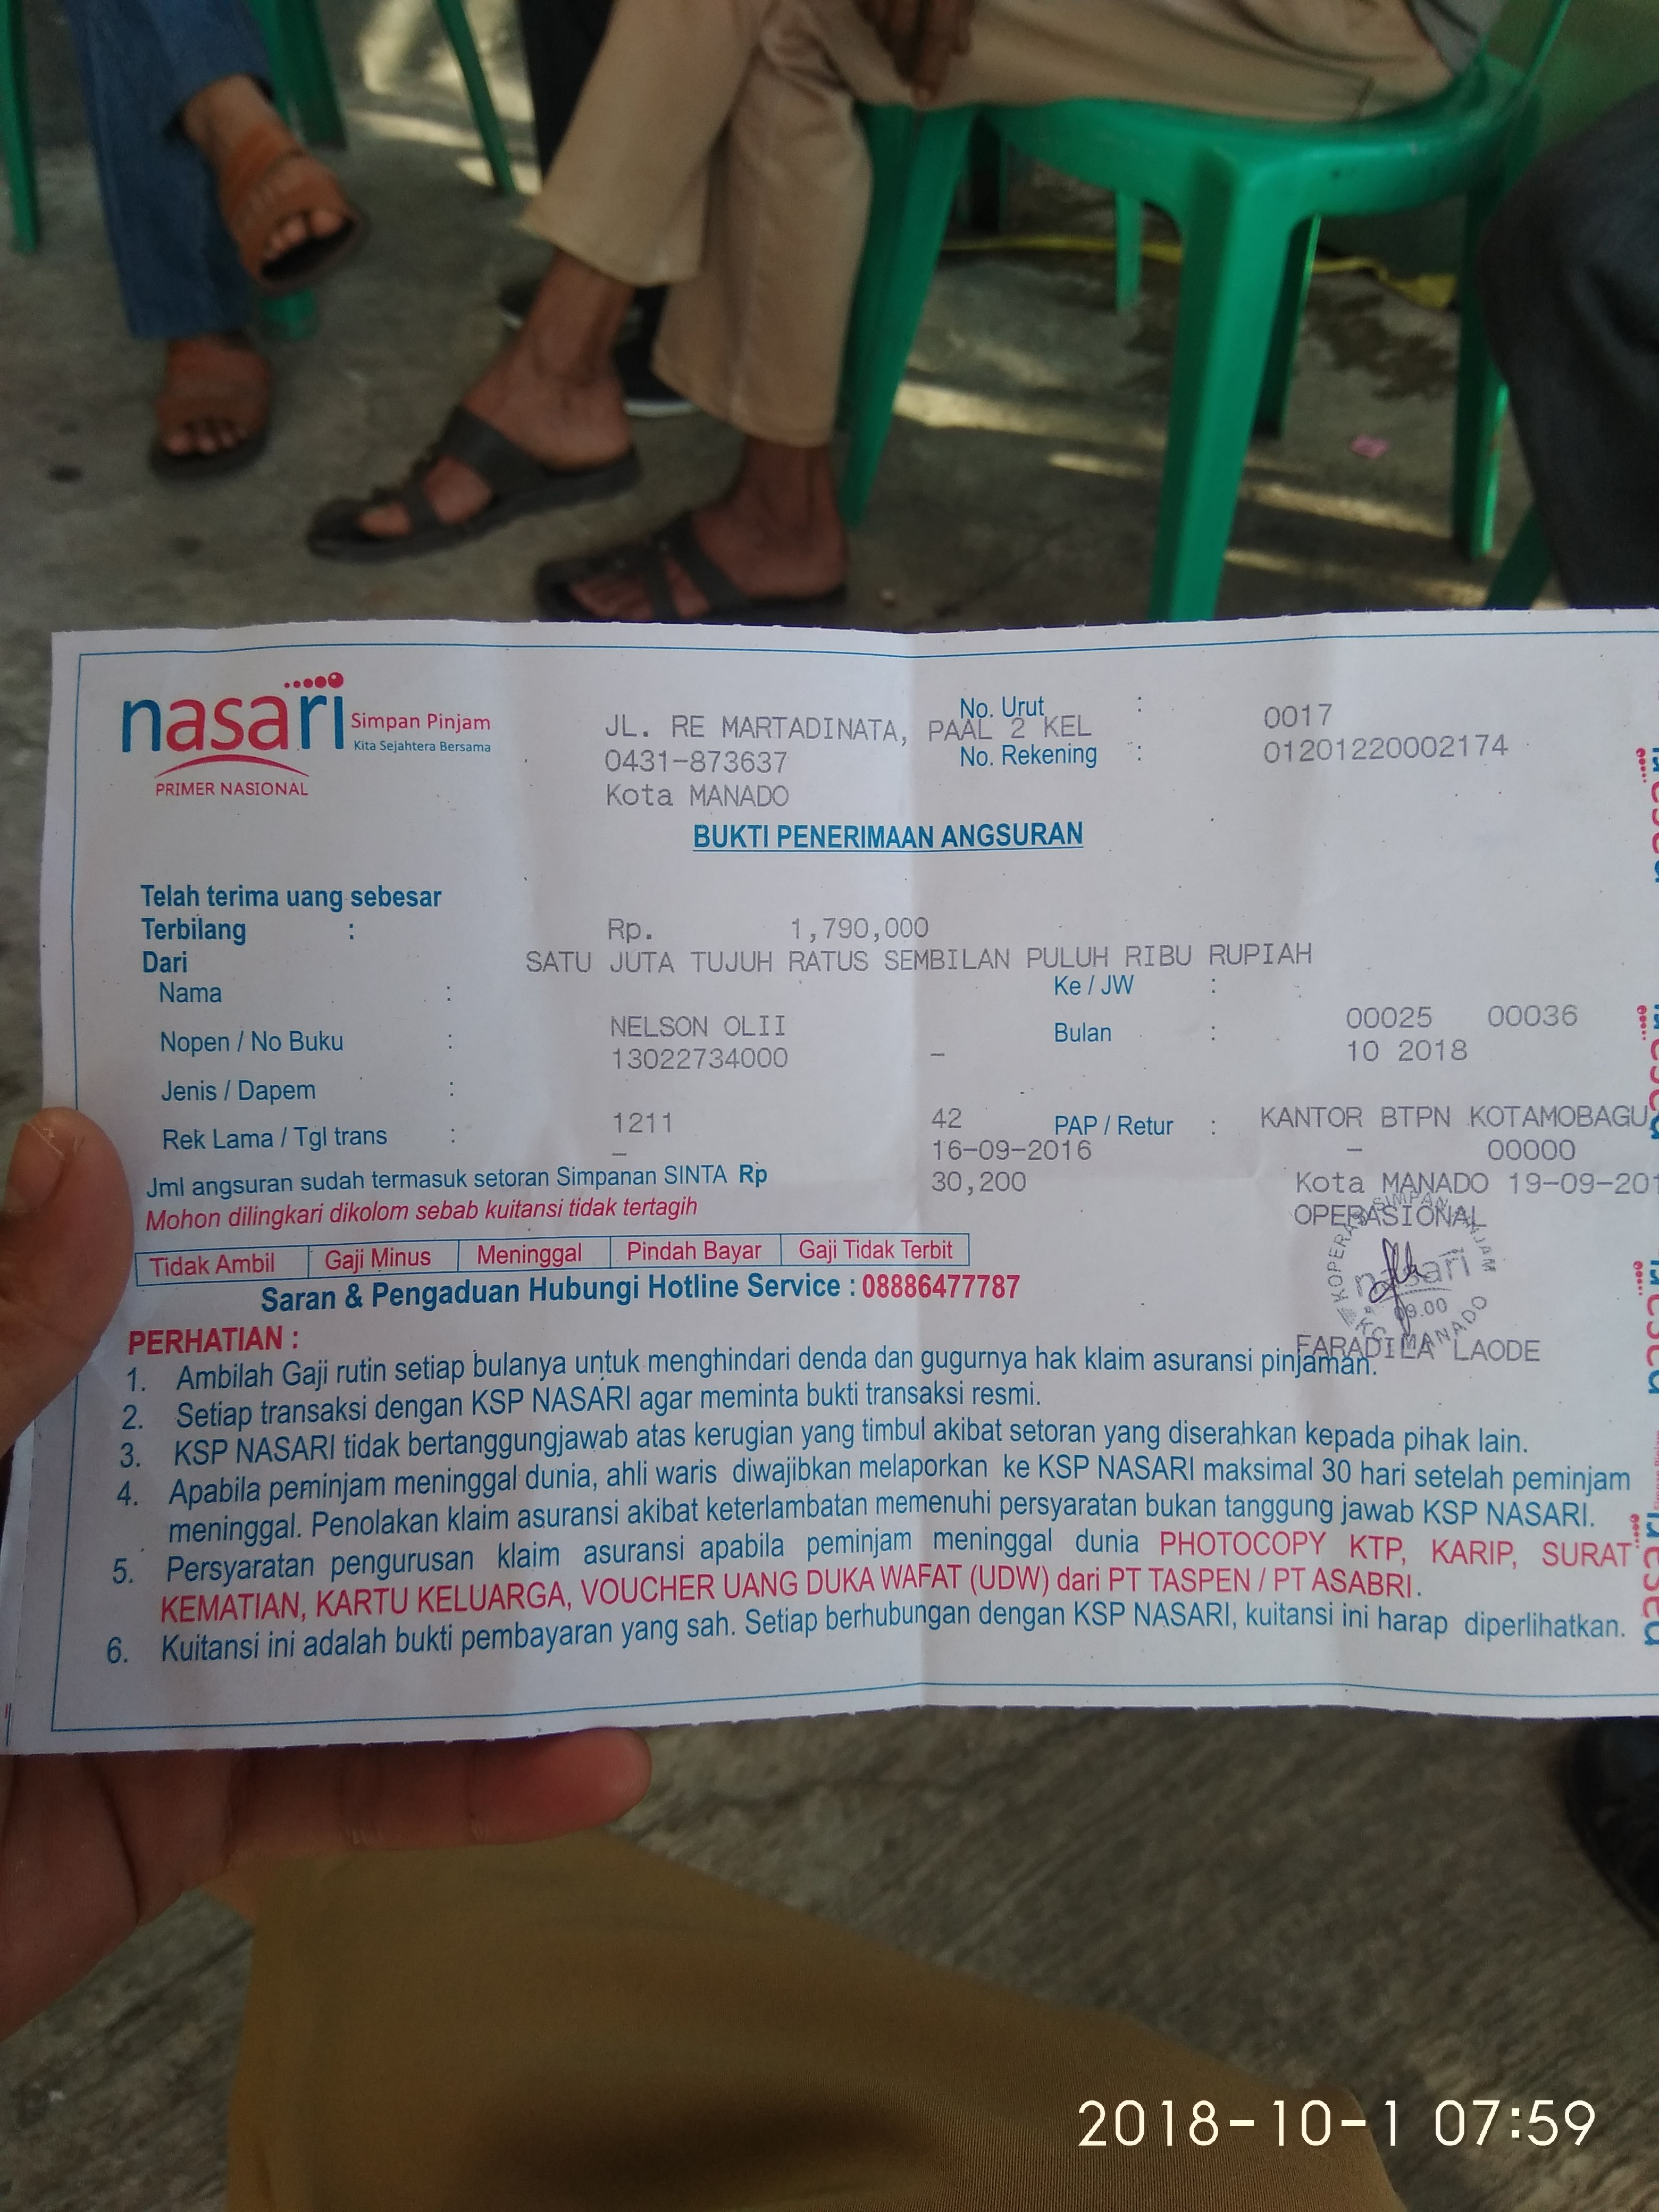 nasari Simpan Pinjam
Kita Sejahtera Bersama
PRIMER NASIONAL
JL. RE MARTADINATA, PAAL 2 KEL
0431-873637
Kota MANADO
No. Urut : 0017
No. Rekening : 01201220002174
BUKTI PENERIMAAN ANGSURAN
Telah terima uang sebesar
Terbilang : Rp. 1,790,000
Dari SATU JUTA TUJUH RATUS SEMBILAN PULUH RIBU RUPIAH
Nama : Ke / JW :
NELSON OLII 00025 00036
Nopen / No Buku : 13022734000 - Bulan : 10 2018
Jenis / Dapem :
1211 42 PAP / Retur : KANTOR BTPN KOTAMOBAGU
Rek Lama / Tgl trans : - 16-09-2016 - 00000
Jml angsuran sudah termasuk setoran Simpanan SINTA Rp 30,200 Kota MANADO 19-09-201
Mohon dilingkari dikolom sebab kuitansi tidak tertagih
OPERASIONAL
Tidak Ambil Gaji Minus Meninggal Pindah Bayar Gaji Tidak Terbit
KOPERASI SIMPAN PINJAM
nasari
09.00
KC MANADO
Saran & Pengaduan Hubungi Hotline Service : 08886477787
FARADILA LAODE
PERHATIAN :
1. Ambilah Gaji rutin setiap bulanya untuk menghindari denda dan gugurnya hak klaim asuransi pinjaman.
2. Setiap transaksi dengan KSP NASARI agar meminta bukti transaksi resmi.
3. KSP NASARI tidak bertanggungjawab atas kerugian yang timbul akibat setoran yang diserahkan kepada pihak lain.
4. Apabila peminjam meninggal dunia, ahli waris diwajibkan melaporkan ke KSP NASARI maksimal 30 hari setelah peminjam
meninggal. Penolakan klaim asuransi akibat keterlambatan memenuhi persyaratan bukan tanggung jawab KSP NASARI.
5. Persyaratan pengurusan klaim asuransi apabila peminjam meninggal dunia PHOTOCOPY KTP, KARIP, SURAT
KEMATIAN, KARTU KELUARGA, VOUCHER UANG DUKA WAFAT (UDW) dari PT TASPEN / PT ASABRI.
6. Kuitansi ini adalah bukti pembayaran yang sah. Setiap berhubungan dengan KSP NASARI, kuitansi ini harap diperlihatkan.
2018-10-1 07:59